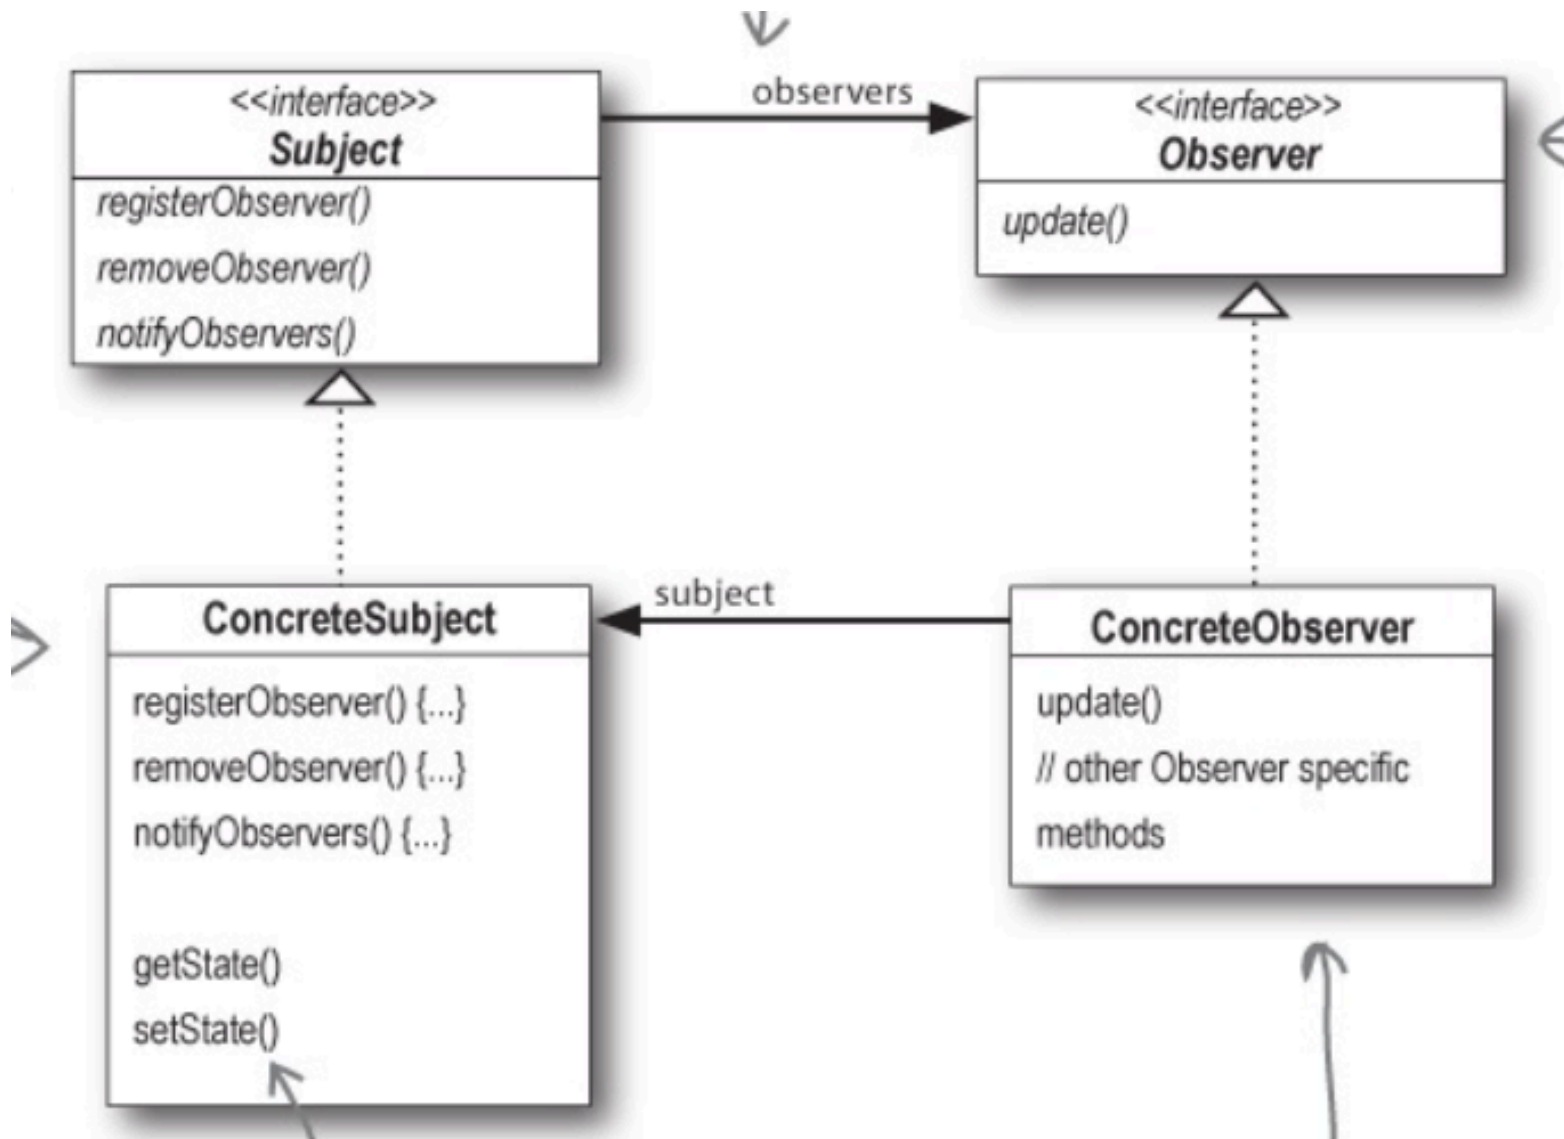 <<interface>>
Subject
registerObserver()
removeObserver()
notifyObservers()
observers
<<interface>>
Observer
update()
ConcreteSubject
registerObserver() {...}
removeObserver() {...}
notifyObservers() {...}
getState()
setState()
subject
ConcreteObserver
update()
// other Observer specific
methods